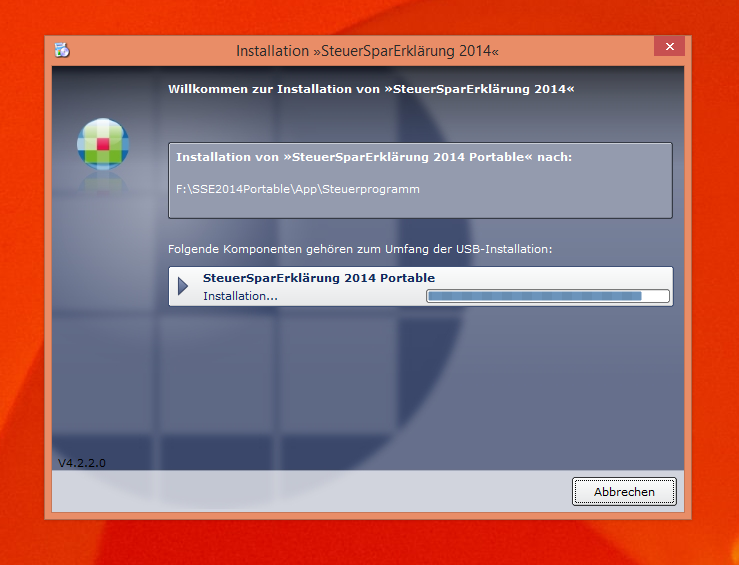 Installation »SteuerSparErklärung 2014«
Willkommen zur Installation von »SteuerSparErklärung 2014«
Installation von »SteuerSparErklärung 2014 Portable« nach:
F:\SSE2014Portable\App\Steuerprogramm
Folgende Komponenten gehören zum Umfang der USB-Installation:
SteuerSparErklärung 2014 Portable
Installation...
V4.2.2.0
Abbrechen